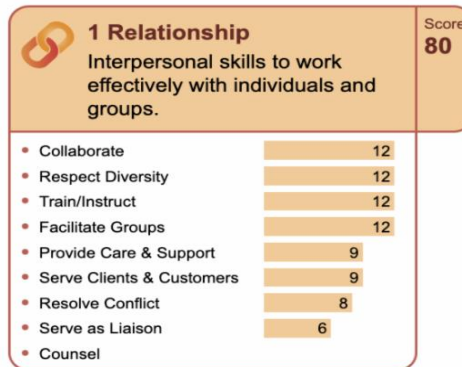 1 Relationship
Interpersonal skills to work
effectively with individuals and
groups.
Score
80
Collaborate 12
Respect Diversity 12
Train/Instruct 12
Facilitate Groups 12
Provide Care & Support 9
Serve Clients & Customers 9
Resolve Conflict 8
Serve as Liaison 6
Counsel